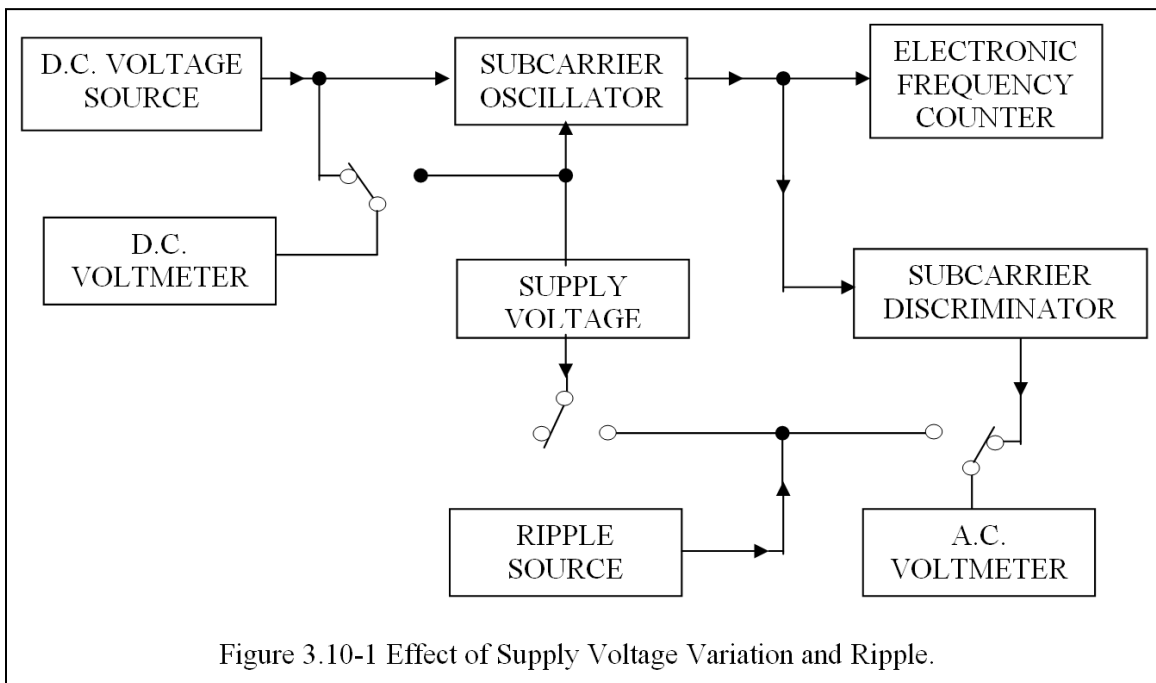 D.C. VOLTAGE
SOURCE
SUBCARRIER
OSCILLATOR
ELECTRONIC
FREQUENCY
COUNTER
D.C.
VOLTMETER
SUPPLY
VOLTAGE
SUBCARRIER
DISCRIMINATOR
RIPPLE
SOURCE
A.C.
VOLTMETER
Figure 3.10-1 Effect of Supply Voltage Variation and Ripple.